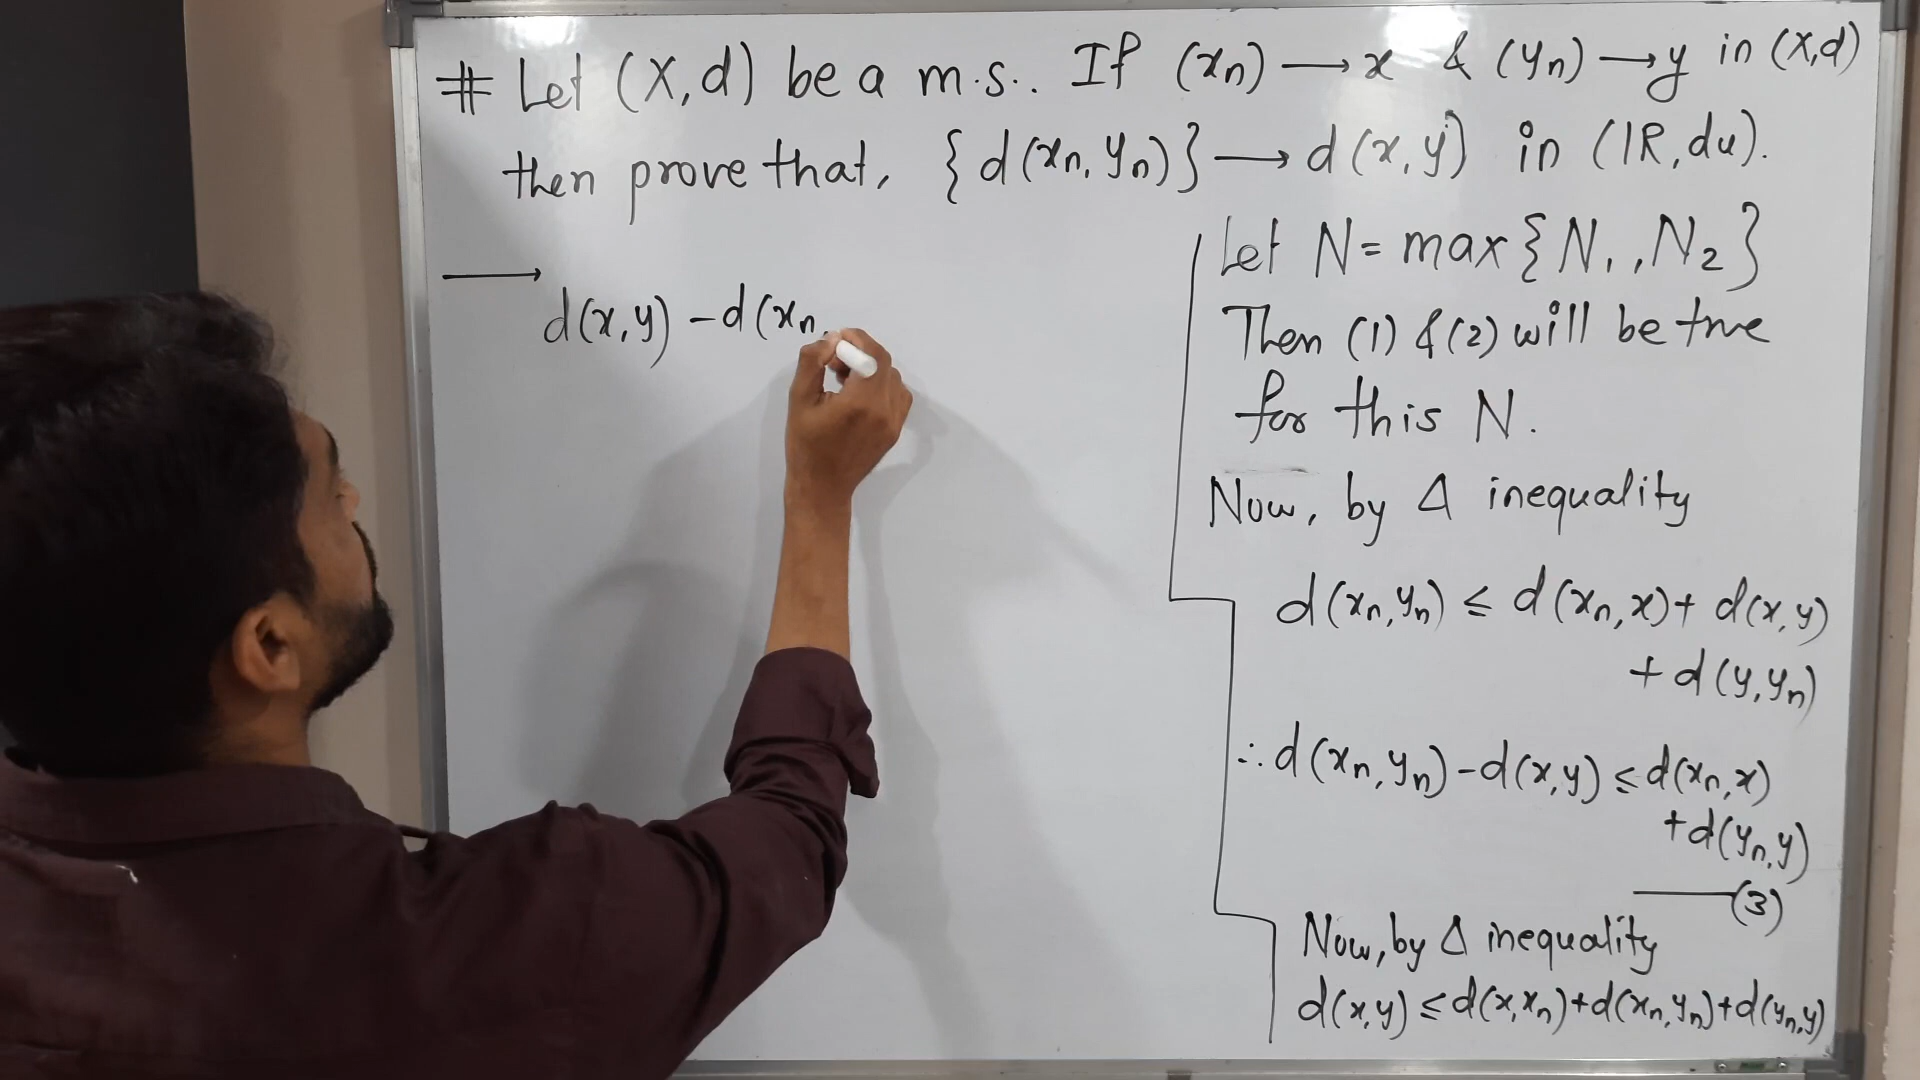 # Let (X,d) be a m.s.. If (xₙ) → x & (yₙ) → y in (X,d)
then prove that, {d(xₙ,yₙ)} → d(x,y) in (ℝ,du).
→
d(x,y) - d(xₙ,
Let N = max{N₁, N₂}
Then (1) & (2) will be true
for this N.
Now, by Δ inequality
d(xₙ,yₙ) ≤ d(xₙ,x) + d(x,y)
+ d(y,yₙ)
∴ d(xₙ,yₙ) - d(x,y) ≤ d(xₙ,x)
+ d(yₙ,y)
—(3)
Now, by Δ inequality
d(x,y) ≤ d(x,xₙ) + d(xₙ,yₙ) + d(yₙ,y)